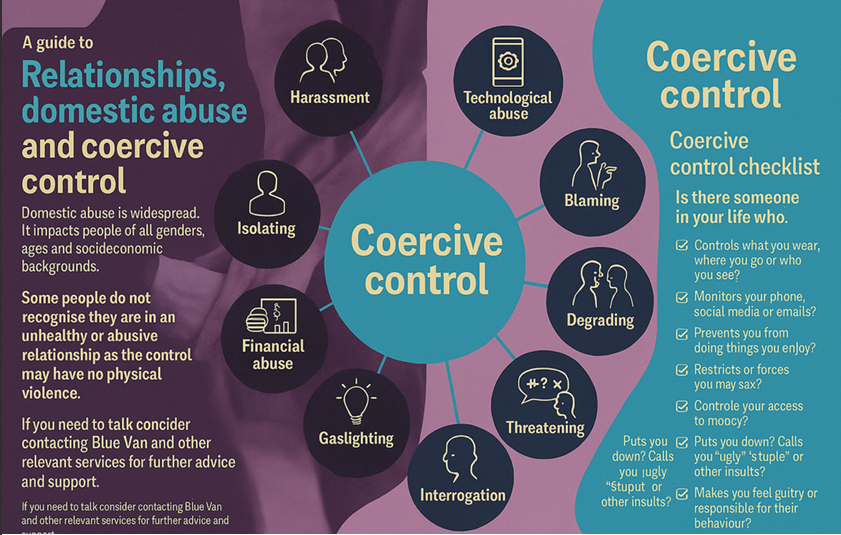 A guide to
Relationships,
domestic abuse
and coercive
control
Domestic abuse is widespread.
It impacts people of all genders,
ages and socideeconomic
backgrounds.
Some people do not
recognise they are in an
unhealthy or abusive
relationship as the control
may have no physical
violence.
If you need to talk concider
contacting Blue Van and other
relevant services for further advice
and support.
If you need to talk consider contacting Blue Van
and other relevant services for further advice and
Harassment
Isolating
Financial
abuse
Gaslighting
Coercive
control
Technological
abuse
Blaming
Degrading
#? x
Threatening
Interrogation
Coercive
control
Coercive
control checklist
Is there someone
in your life who.
Controls what you wear,
where you go or who
you see?
Monitors your phone,
social media or emails?
Prevents you from
doing things you enjoy?
Restricts or forces
you may sax?
Controle your access
to moocy?
Puts you
down? Calls
you ıugly
“stuput or
other insults?
Puts you down? Calls
you “ugly” ‘stuple” or
other insults?
Makes you feel guitry or
responsible for their
behaviour?